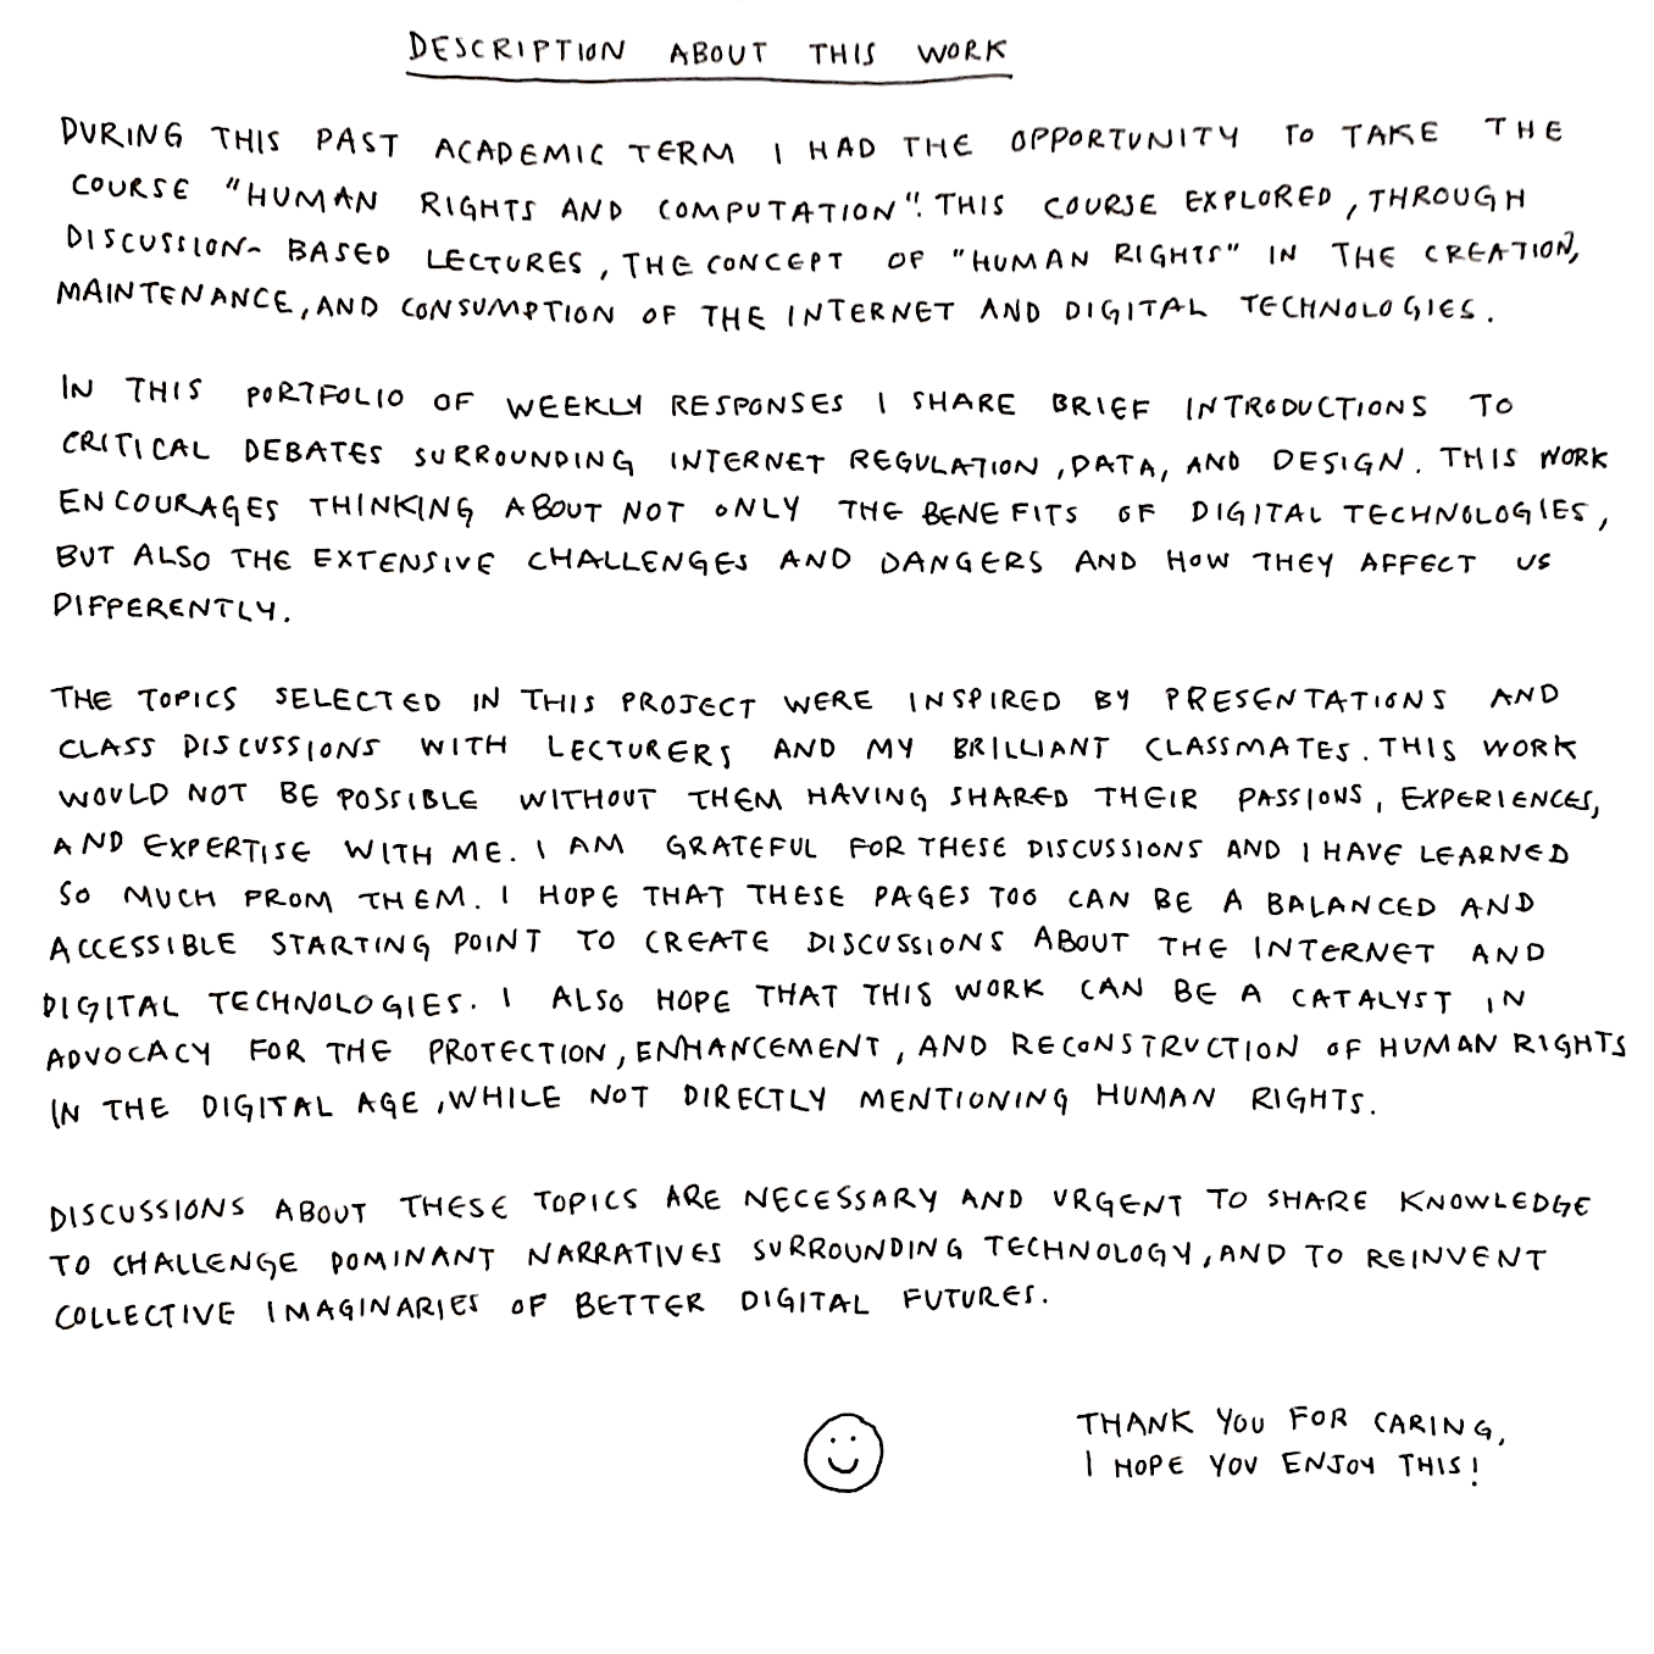 DESCRIPTION ABOUT THIS WORK
DURING THIS PAST ACADEMIC TERM I HAD THE OPPORTUNITY TO TAKE THE
COURSE "HUMAN RIGHTS AND COMPUTATION". THIS COURSE EXPLORED, THROUGH
DISCUSSION- BASED LECTURES, THE CONCEPT OF "HUMAN RIGHTS" IN THE CREATION,
MAINTENANCE, AND CONSUMPTION OF THE INTERNET AND DIGITAL TECHNOLOGIES.
IN THIS PORTFOLIO OF WEEKLY RESPONSES I SHARE BRIEF INTRODUCTIONS TO
CRITICAL DEBATES SURROUNDING INTERNET REGULATION, DATA, AND DESIGN. THIS WORK
ENCOURAGES THINKING ABOUT NOT ONLY THE BENEFITS OF DIGITAL TECHNOLOGIES,
BUT ALSO THE EXTENSIVE CHALLENGES AND DANGERS AND HOW THEY AFFECT US
DIFFERENTLY.
THE TOPICS SELECTED IN THIS PROJECT WERE INSPIRED BY PRESENTATIONS AND
CLASS DISCUSSIONS WITH LECTURERS AND MY BRILLIANT CLASSMATES. THIS WORK
WOULD NOT BE POSSIBLE WITHOUT THEM HAVING SHARED THEIR PASSIONS, EXPERIENCES,
AND EXPERTISE WITH ME. I AM GRATEFUL FOR THESE DISCUSSIONS AND I HAVE LEARNED
SO MUCH FROM THEM. I HOPE THAT THESE PAGES TOO CAN BE A BALANCED AND
ACCESSIBLE STARTING POINT TO CREATE DISCUSSIONS ABOUT THE INTERNET AND
DIGITAL TECHNOLOGIES. I ALSO HOPE THAT THIS WORK CAN BE A CATALYST IN
ADVOCACY FOR THE PROTECTION, ENHANCEMENT, AND RECONSTRUCTION OF HUMAN RIGHTS
IN THE DIGITAL AGE, WHILE NOT DIRECTLY MENTIONING HUMAN RIGHTS.
DISCUSSIONS ABOUT THESE TOPICS ARE NECESSARY AND URGENT TO SHARE KNOWLEDGE
TO CHALLENGE DOMINANT NARRATIVES SURROUNDING TECHNOLOGY, AND TO REINVENT
COLLECTIVE IMAGINARIES OF BETTER DIGITAL FUTURES.
THANK YOU FOR CARING,
I HOPE YOU ENJOY THIS!